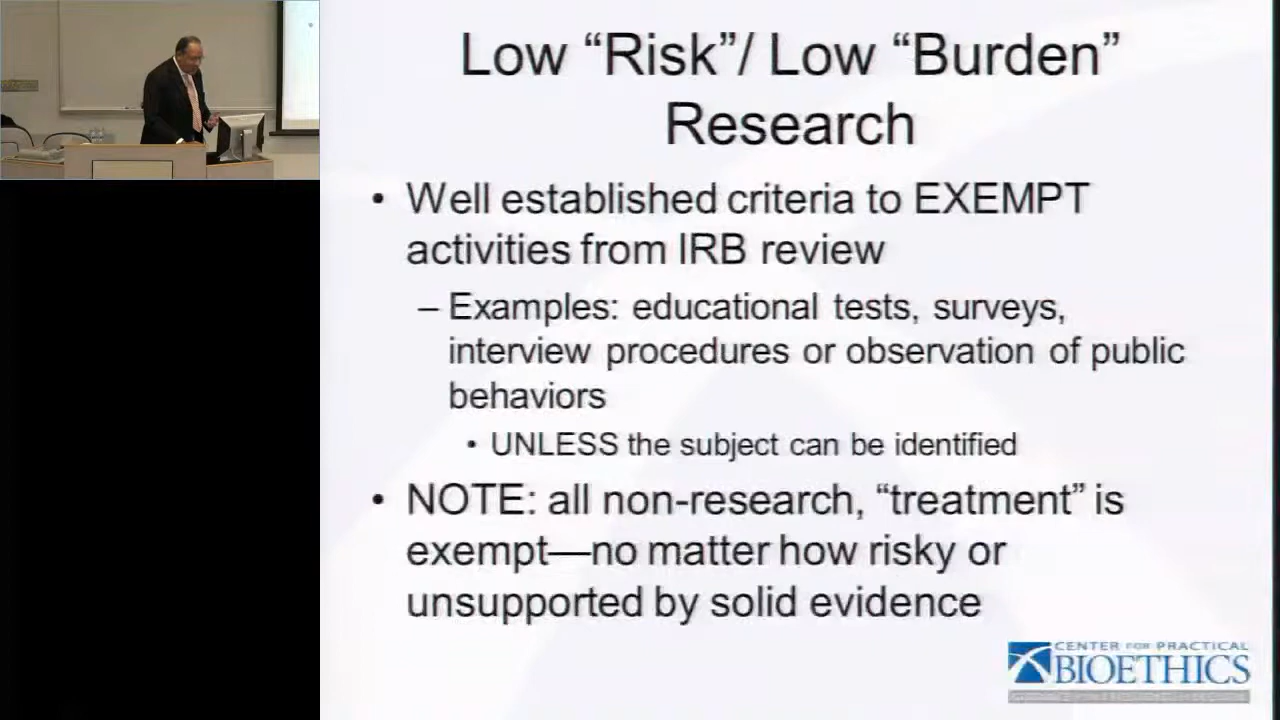 Low “Risk”/ Low “Burden”
Research
• Well established criteria to EXEMPT
activities from IRB review
– Examples: educational tests, surveys,
interview procedures or observation of public
behaviors
• UNLESS the subject can be identified
• NOTE: all non-research, “treatment” is
exempt—no matter how risky or
unsupported by solid evidence
CENTER FOR PRACTICAL
BIOETHICS